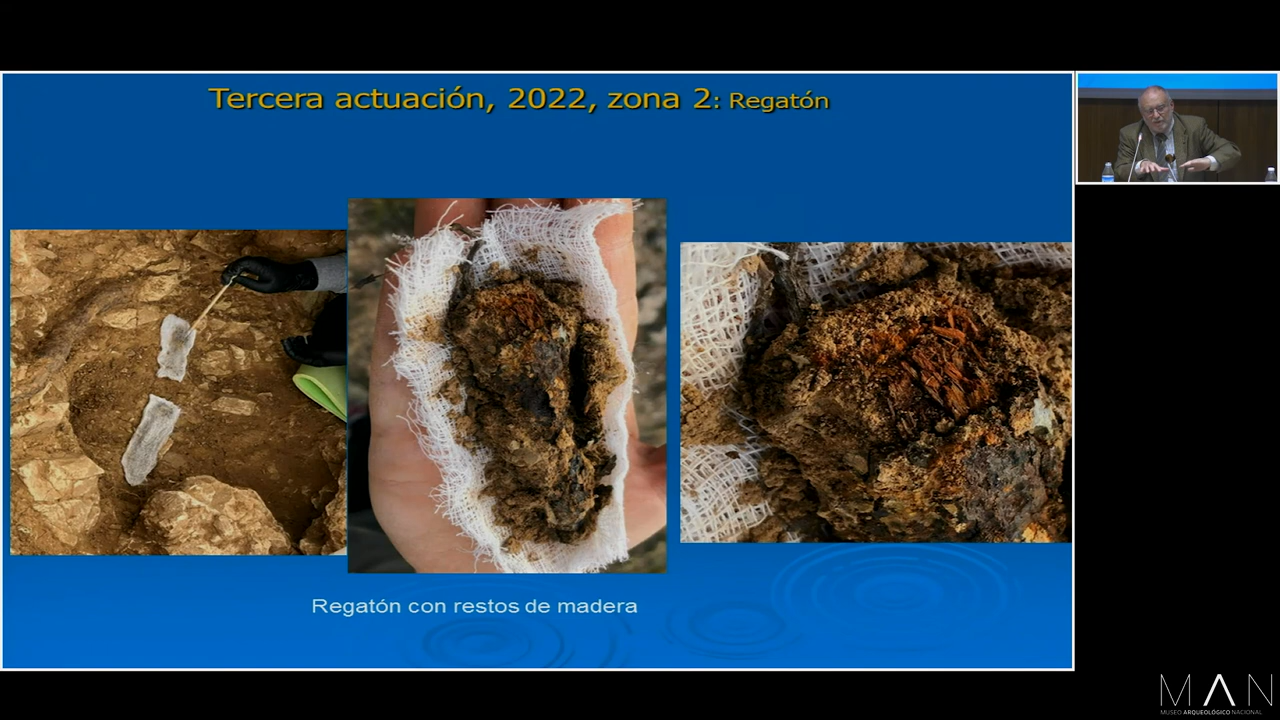 Tercera actuación, 2022, zona 2: Regatón
Regatón con restos de madera
MAN
MUSEO ARQUEOLÓGICO NACIONAL